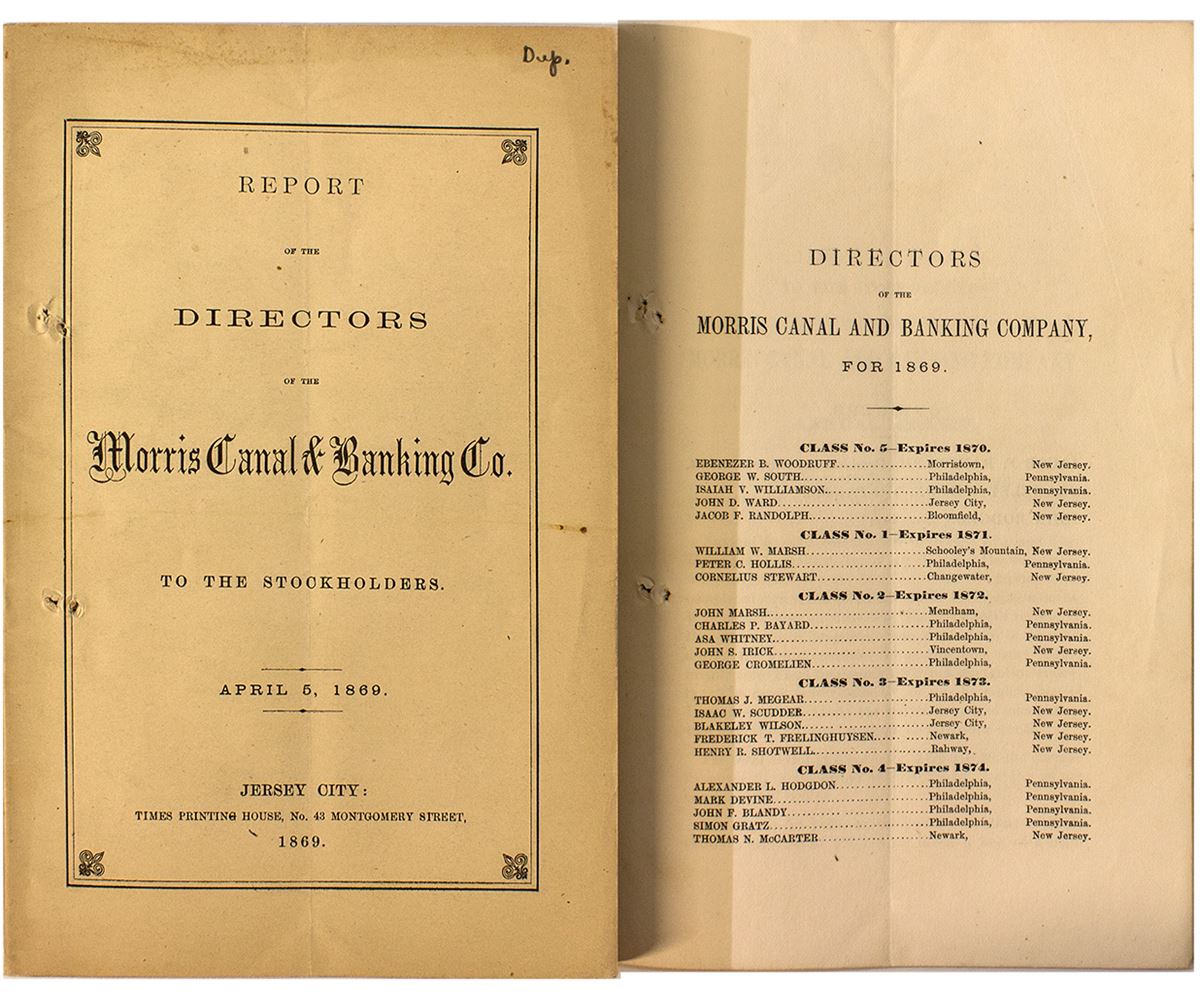 Dup.
REPORT
OF THE
DIRECTORS
OF THE
Morris Canal & Banking Co.
TO THE STOCKHOLDERS.
APRIL 5, 1869.
JERSEY CITY:
TIMES PRINTING HOUSE, No. 43 MONTGOMERY STREET,
1869.
DIRECTORS
OF THE
MORRIS CANAL AND BANKING COMPANY,
FOR 1869.
CLASS No. 5—Expires 1870.
EBENEZER B. WOODRUFF....................Morristown, New Jersey.
GEORGE W. SOUTH..........................Philadelphia, Pennsylvania.
ISAIAH V. WILLIAMSON.....................Philadelphia, Pennsylvania.
JOHN D. WARD.............................Jersey City, New Jersey.
JACOB F. RANDOLPH........................Bloomfield, New Jersey.
CLASS No. 1—Expires 1871.
WILLIAM W. MARSH.........................Schooley's Mountain, New Jersey.
PETER C. HOLLIS..........................Philadelphia, Pennsylvania.
CORNELIUS STEWART........................Changewater, New Jersey.
CLASS No. 2—Expires 1872.
JOHN MARSH...............................Mendham, New Jersey.
CHARLES P. BAYARD........................Philadelphia, Pennsylvania.
ASA WHITNEY..............................Philadelphia, Pennsylvania.
JOHN S. IRICK............................Vincentown, New Jersey.
GEORGE CROMELIEN.........................Philadelphia, Pennsylvania.
CLASS No. 3—Expires 1873.
THOMAS J. MEGEAR.........................Philadelphia, Pennsylvania.
ISAAC W. SCUDDER.........................Jersey City, New Jersey.
BLAKELEY WILSON..........................Jersey City, New Jersey.
FREDERICK T. FRELINGHUYSEN...............Newark, New Jersey.
HENRY R. SHOTWELL........................Rahway, New Jersey.
CLASS No. 4—Expires 1874.
ALEXANDER L. HODGDON.....................Philadelphia, Pennsylvania.
MARK DEVINE..............................Philadelphia, Pennsylvania.
JOHN F. BLANDY...........................Philadelphia, Pennsylvania.
SIMON GRATZ..............................Philadelphia, Pennsylvania.
THOMAS N. McCARTER.......................Newark, New Jersey.